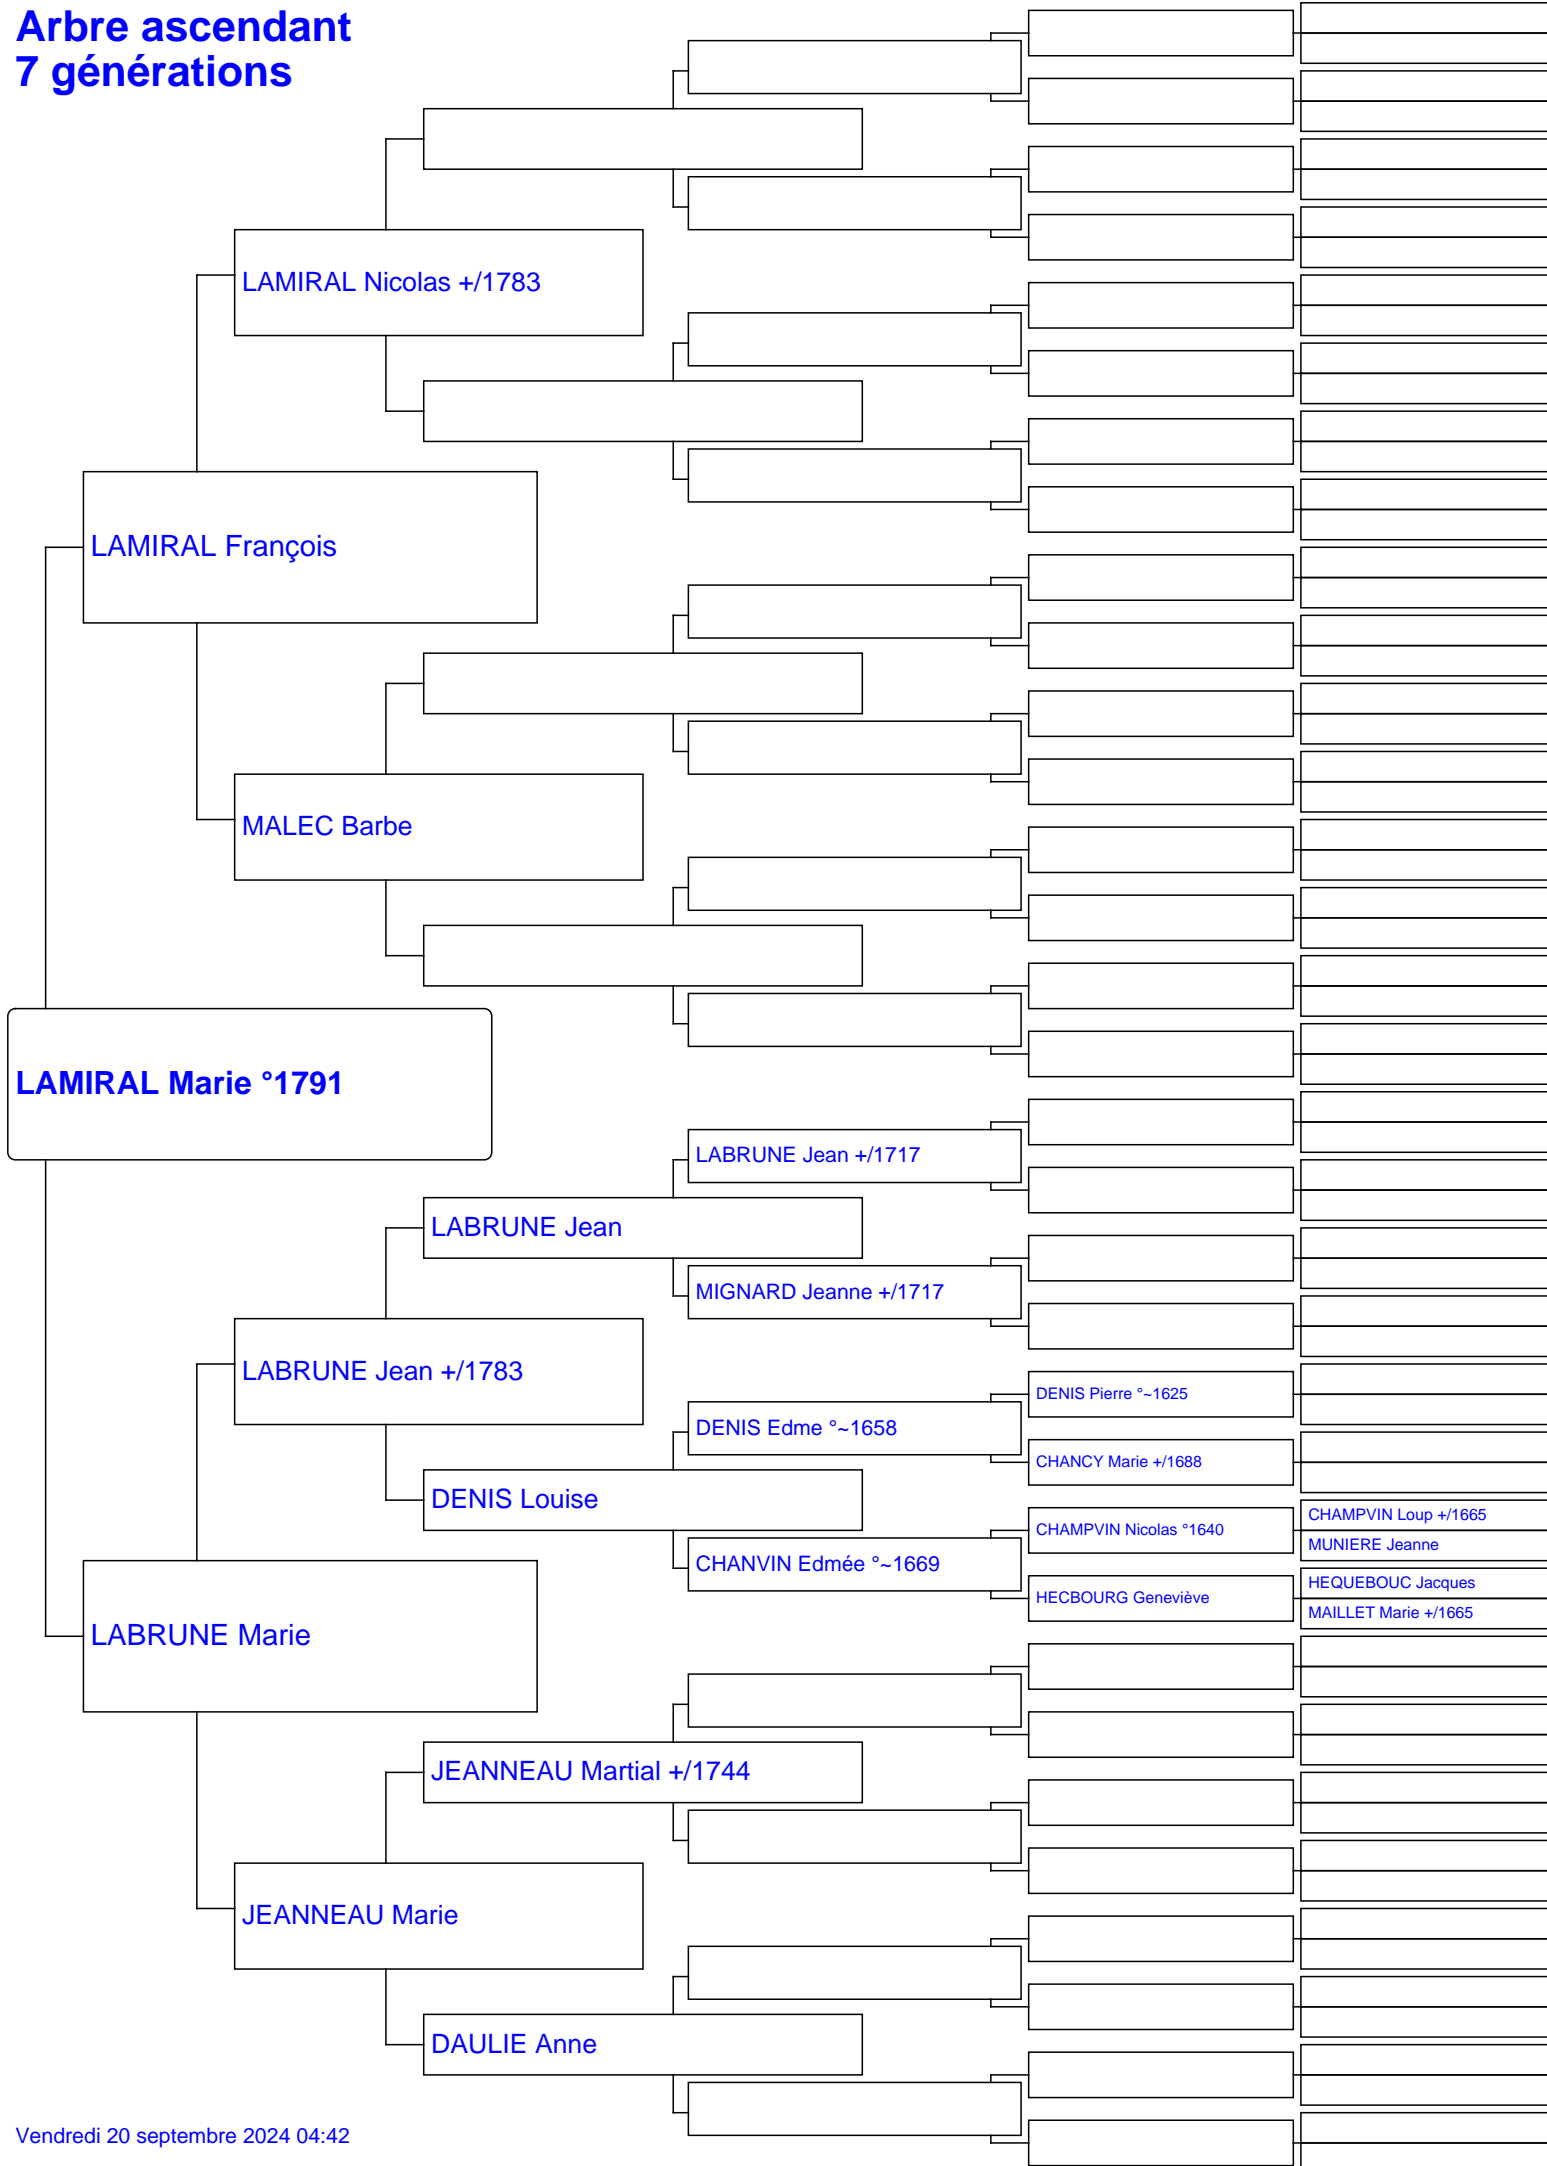 Arbre ascendant
7 générations
LAMIRAL Nicolas +/1783
LAMIRAL François
MALEC Barbe
LAMIRAL Marie °1791
LABRUNE Jean +/1717
LABRUNE Jean
MIGNARD Jeanne +/1717
LABRUNE Jean +/1783
DENIS Pierre °~1625
DENIS Edme °~1658
CHANCY Marie +/1688
DENIS Louise
CHAMPVIN Loup +/1665
CHAMPVIN Nicolas °1640
MUNIERE Jeanne
CHANVIN Edmée °~1669
HEQUEBOUC Jacques
HECBOURG Geneviève
MAILLET Marie +/1665
LABRUNE Marie
JEANNEAU Martial +/1744
JEANNEAU Marie
DAULIE Anne
Vendredi 20 septembre 2024 04:42